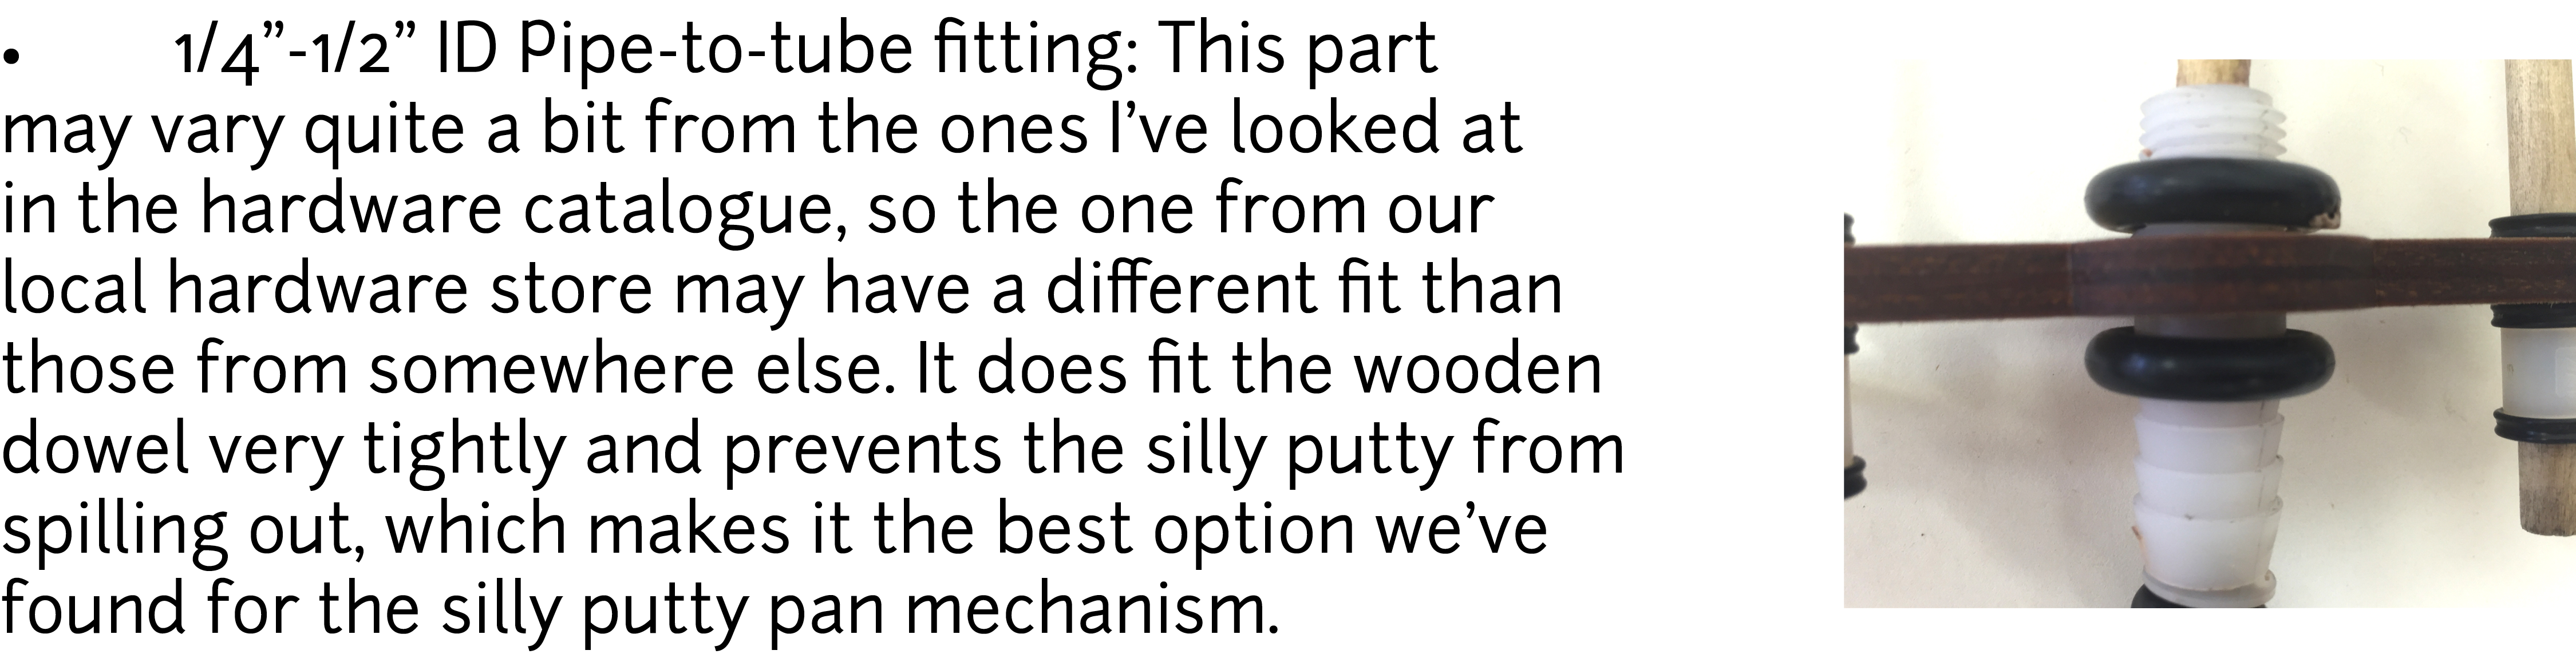 • 1/4”-1/2” ID Pipe-to-tube fitting: This part
may vary quite a bit from the ones I’ve looked at
in the hardware catalogue, so the one from our
local hardware store may have a different fit than
those from somewhere else. It does fit the wooden
dowel very tightly and prevents the silly putty from
spilling out, which makes it the best option we’ve
found for the silly putty pan mechanism.